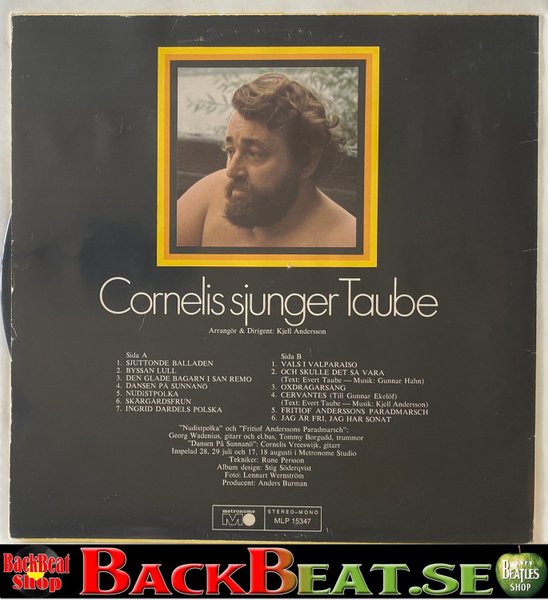 Cornelis sjunger Taube
Arrangör & Dirigent: Kjell Andersson
Sida A
1. SJUTTONDE BALLADEN
2. BYSSAN LULL
3. DEN GLADE BAGARN I SAN REMO
4. DANSEN PÅ SUNNANÖ
5. NUDISTPOLKA
6. SKÄRGÅRDSFRUN
7. INGRID DARDELS POLSKA
Sida B
1. VALS I VALPARAISO
2. OCH SKULLE DET SÅ VARA
(Text: Evert Taube — Musik: Gunnar Hahn)
3. OXDRAGARSÅNG
4. CERVANTES (Till Gunnar Ekelöf)
(Text: Evert Taube — Musik: Kjell Andersson)
5. FRITIOF ANDERSSONS PARADMARSCH
6. JAG ÄR FRI, JAG HAR SONAT
"Nudistpolka" och "Fritiof Anderssons Paradmarsch":
Georg Wadenius, gitarr och el.bas, Tommy Borgudd, trummor
"Dansen På Sunnanö": Cornelis Vreeswijk, gitarr
Inspelad 28, 29 juli och 17, 18 augusti i Metronome Studio
Tekniker: Rune Persson
Album design: Stig Söderqvist
Foto: Lennart Wernström
Producent: Anders Burman
metronome
STEREO-MONO
MLP 15347
BackBeat
Shop
BACKBEAT.SE
BEATLES
SHOP